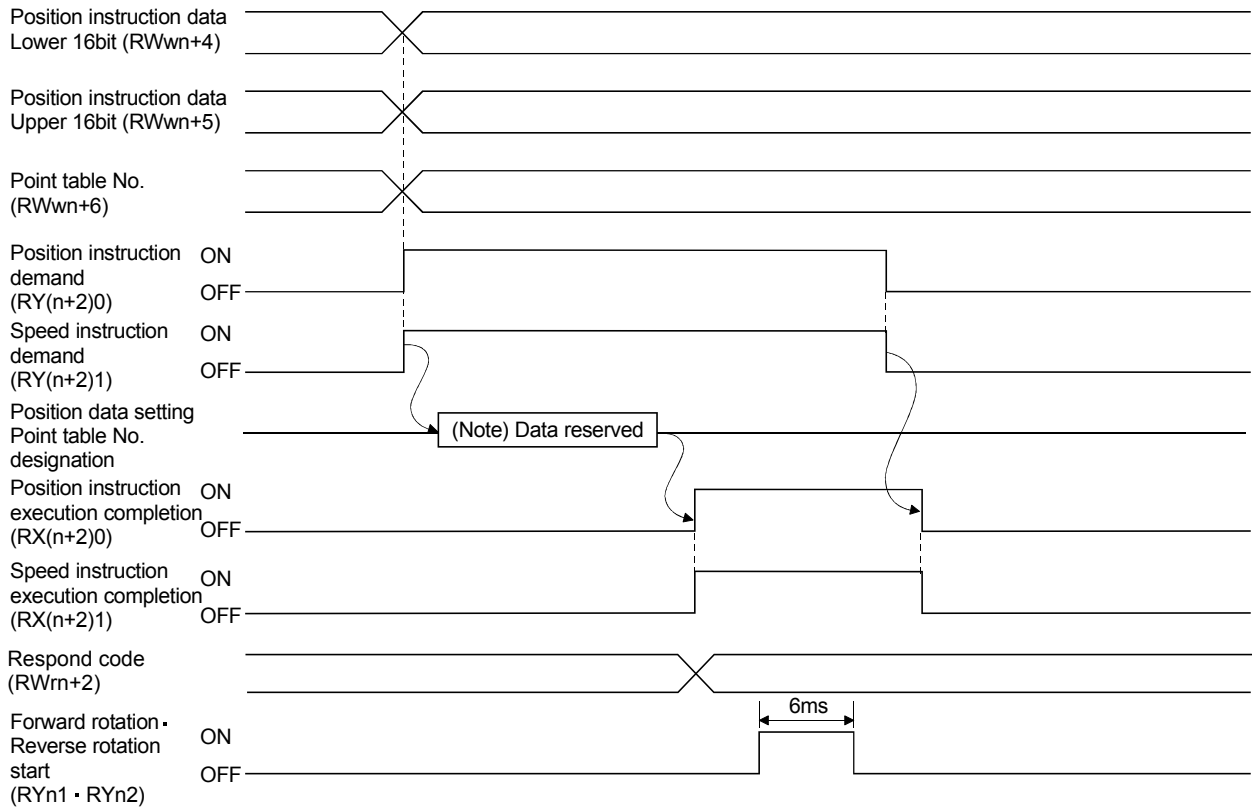 Position instruction data
Lower 16bit (RWwn+4)
Position instruction data
Upper 16bit (RWwn+5)
Point table No.
(RWwn+6)
Position instruction
demand
(RY(n+2)0)
ON
OFF
Speed instruction
demand
(RY(n+2)1)
ON
OFF
Position data setting
Point table No.
designation
(Note) Data reserved
Position instruction
execution completion
(RX(n+2)0)
ON
OFF
Speed instruction
execution completion
(RX(n+2)1)
ON
OFF
Respond code
(RWrn+2)
6ms
Forward rotation ·
Reverse rotation
start
(RYn1 · RYn2)
ON
OFF